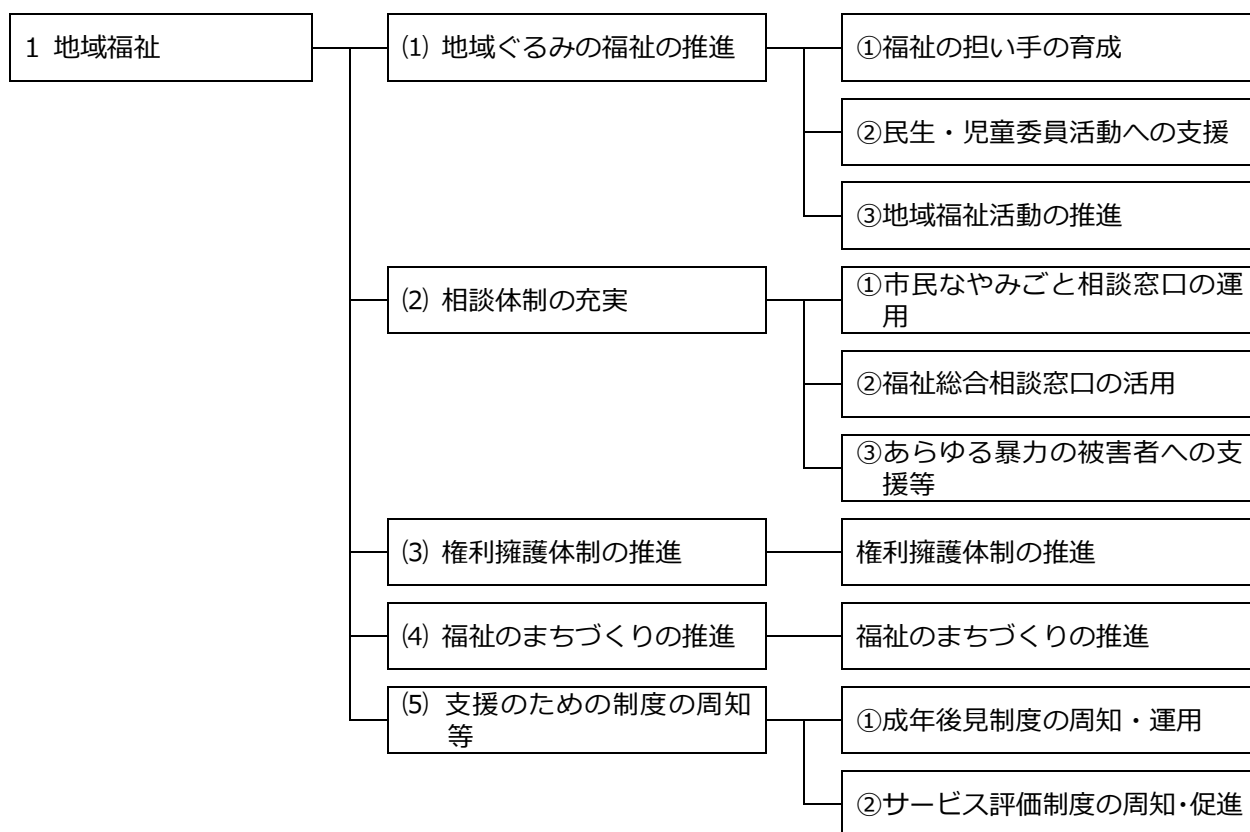 1 地域福祉
⑴ 地域ぐるみの福祉の推進
①福祉の担い手の育成
②民生・児童委員活動への支援
③地域福祉活動の推進
⑵ 相談体制の充実
①市民なやみごと相談窓口の運
用
②福祉総合相談窓口の活用
③あらゆる暴力の被害者への支
援等
⑶ 権利擁護体制の推進
権利擁護体制の推進
⑷ 福祉のまちづくりの推進
福祉のまちづくりの推進
⑸ 支援のための制度の周知
等
①成年後見制度の周知・運用
②サービス評価制度の周知・促進